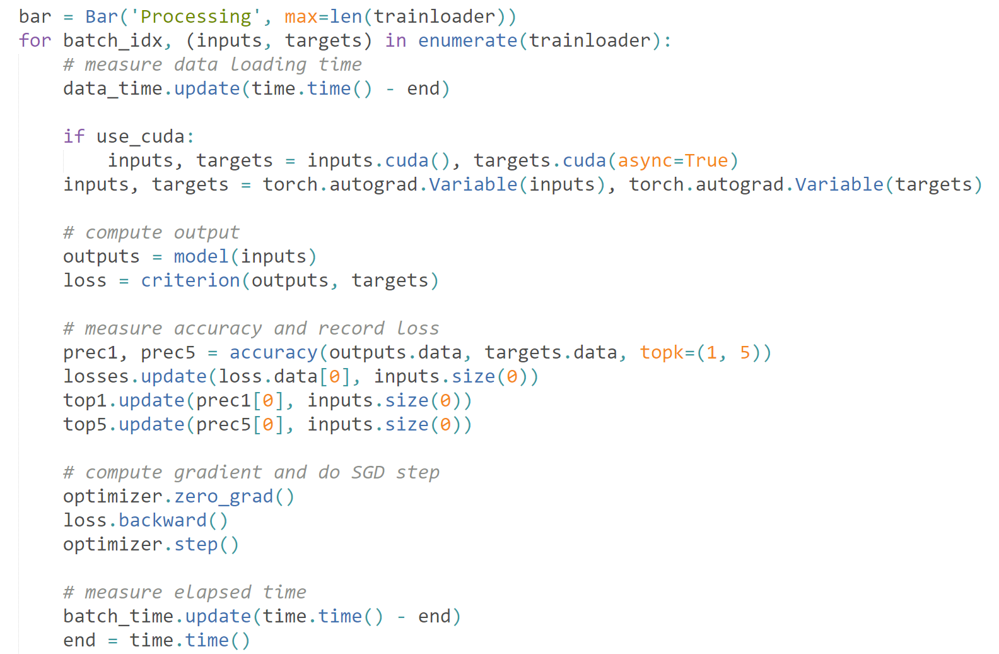 bar = Bar('Processing', max=len(trainloader))
for batch_idx, (inputs, targets) in enumerate(trainloader):
    # measure data loading time
    data_time.update(time.time() - end)

    if use_cuda:
        inputs, targets = inputs.cuda(), targets.cuda(async=True)
    inputs, targets = torch.autograd.Variable(inputs), torch.autograd.Variable(targets)

    # compute output
    outputs = model(inputs)
    loss = criterion(outputs, targets)

    # measure accuracy and record loss
    prec1, prec5 = accuracy(outputs.data, targets.data, topk=(1, 5))
    losses.update(loss.data[0], inputs.size(0))
    top1.update(prec1[0], inputs.size(0))
    top5.update(prec5[0], inputs.size(0))

    # compute gradient and do SGD step
    optimizer.zero_grad()
    loss.backward()
    optimizer.step()

    # measure elapsed time
    batch_time.update(time.time() - end)
    end = time.time()